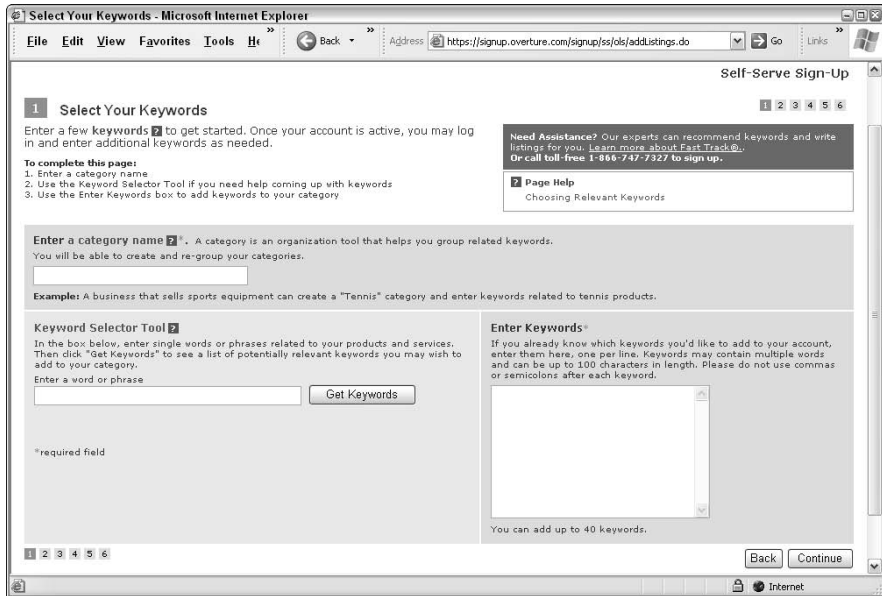 Select Your Keywords - Microsoft Internet Explorer
File Edit View Favorites Tools He »
Back » Address https://signup.overture.com/signup/ss/ols/addListings.do Go Links »
Self-Serve Sign-Up
1 Select Your Keywords
1 2 3 4 5 6
Enter a few keywords ? to get started. Once your account is active, you may log
in and enter additional keywords as needed.
To complete this page:
1. Enter a category name
2. Use the Keyword Selector Tool if you need help coming up with keywords
3. Use the Enter Keywords box to add keywords to your category
Need Assistance? Our experts can recommend keywords and write
listings for you. Learn more about Fast Track®..
Or call toll-free 1-866-747-7327 to sign up.
? Page Help
Choosing Relevant Keywords
Enter a category name ?*. A category is an organization tool that helps you group related keywords.
You will be able to create and re-group your categories.
Example: A business that sells sports equipment can create a "Tennis" category and enter keywords related to tennis products.
Keyword Selector Tool ?
In the box below, enter single words or phrases related to your products and services.
Then click "Get Keywords" to see a list of potentially relevant keywords you may wish to
add to your category.
Enter a word or phrase
Get Keywords
*required field
Enter Keywords*
If you already know which keywords you'd like to add to your account,
enter them here, one per line. Keywords may contain multiple words
and can be up to 100 characters in length. Please do not use commas
or semicolons after each keyword.
You can add up to 40 keywords.
1 2 3 4 5 6
Back Continue
Internet